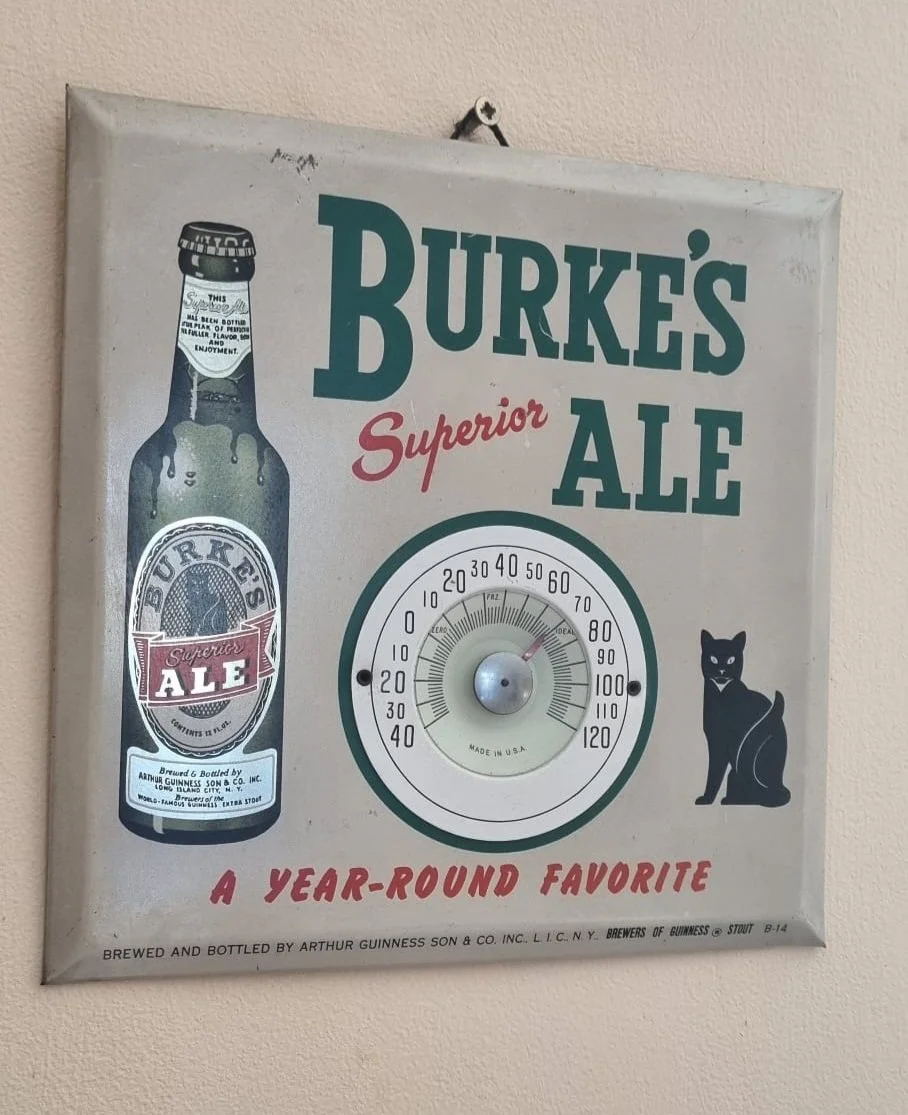 BURKE'S
Superior ALE
THIS
Superior Ale
HAS BEEN BOTTLED
PEAK OF
FULLER FLAVOR,
AND
ENJOYMENT.
BURKE'S
Superior
ALE
CONTENTS 12 FL.OZ.
Brewed & Bottled by
ARTHUR GUINNESS SON & CO. INC.
LONG ISLAND CITY, N. Y.
Brewers of the
WORLD-FAMOUS GUINNESS EXTRA STOUT
40 30 20 10 0 10 20 30 40 50 60 70 80 90 100 110 120
ZERO FRZ. IDEAL
MADE IN U.S.A.
A YEAR-ROUND FAVORITE
BREWED AND BOTTLED BY ARTHUR GUINNESS SON & CO. INC., L. I. C., N. Y. BREWERS OF GUINNESS ® STOUT B-14